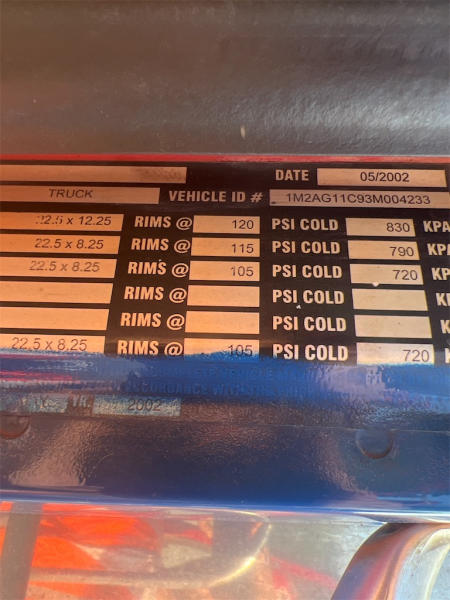 DATE 05/2002
TRUCK VEHICLE ID # 1M2AG11C93M004233
22.5 x 12.25 RIMS @ 120 PSI COLD 830 KPA
22.5 x 8.25 RIMS @ 115 PSI COLD 790 KPA
22.5 x 8.25 RIMS @ 105 PSI COLD 720 K
RIMS @ PSI COLD K
RIMS @ PSI COLD K
22.5 x 8.25 RIMS @ 105 PSI COLD 720 K
2002